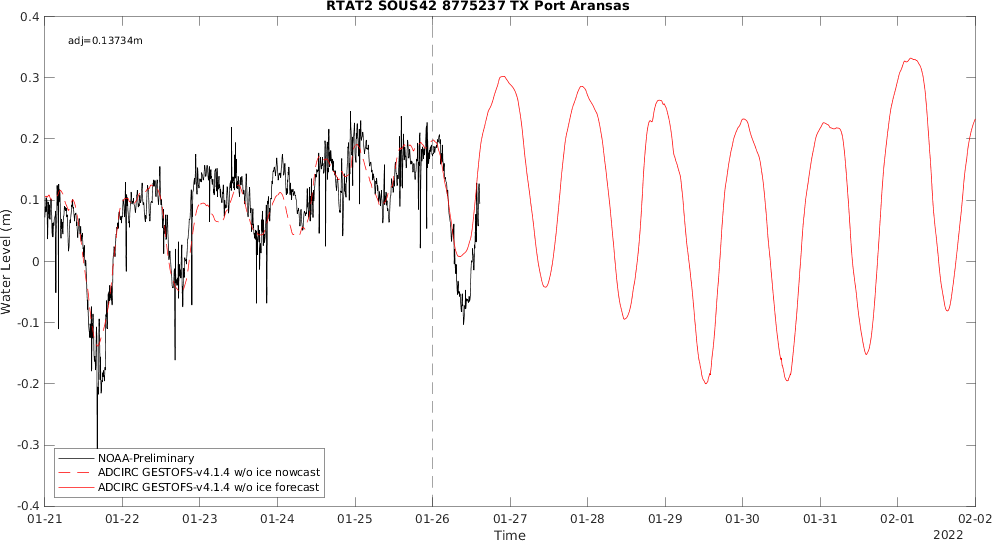 RTAT2 SOUS42 8775237 TX Port Aransas
adj=0.13734m
0.4
0.3
0.2
0.1
0
-0.1
-0.2
-0.3
-0.4
Water Level (m)
NOAA-Preliminary
ADCIRC GESTOFS-v4.1.4 w/o ice nowcast
ADCIRC GESTOFS-v4.1.4 w/o ice forecast
01-21 01-22 01-23 01-24 01-25 01-26 01-27 01-28 01-29 01-30 01-31 02-01 02-02
Time
2022